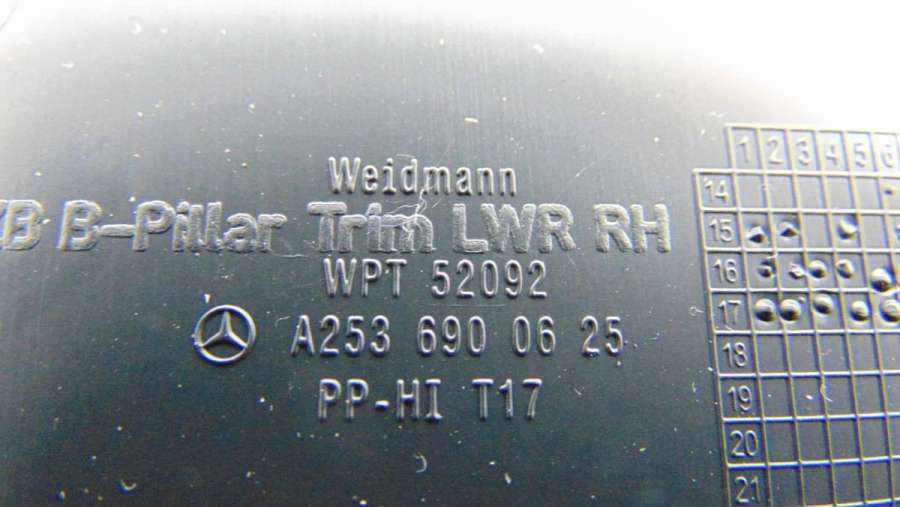 Weidmann
B B-Pillar Trim LWR RH
WPT 52092
A253 690 06 25
PP-HI T17
1 2 3 4 5 6
14
15
16
17
18
19
20
21